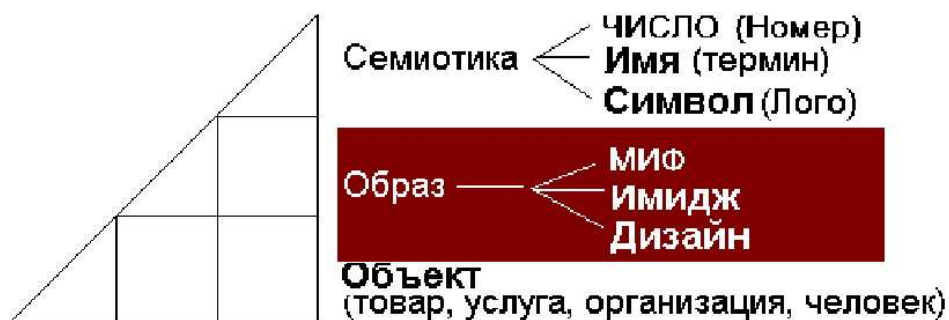 ЧИСЛО (Номер)
Семиотика Имя (термин)
Символ (Лого)
МИФ
Образ Имидж
Дизайн
Объект
(товар, услуга, организация, человек)